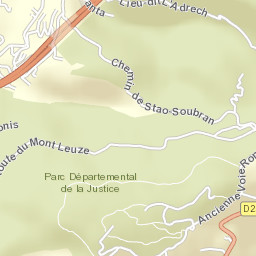 Lieu-dit L'Adrech
Chemin de Stao-Soubran
Route du Mont Leuze
Parc Départemental
de la Justice
Ancienne Voie Rom
D2